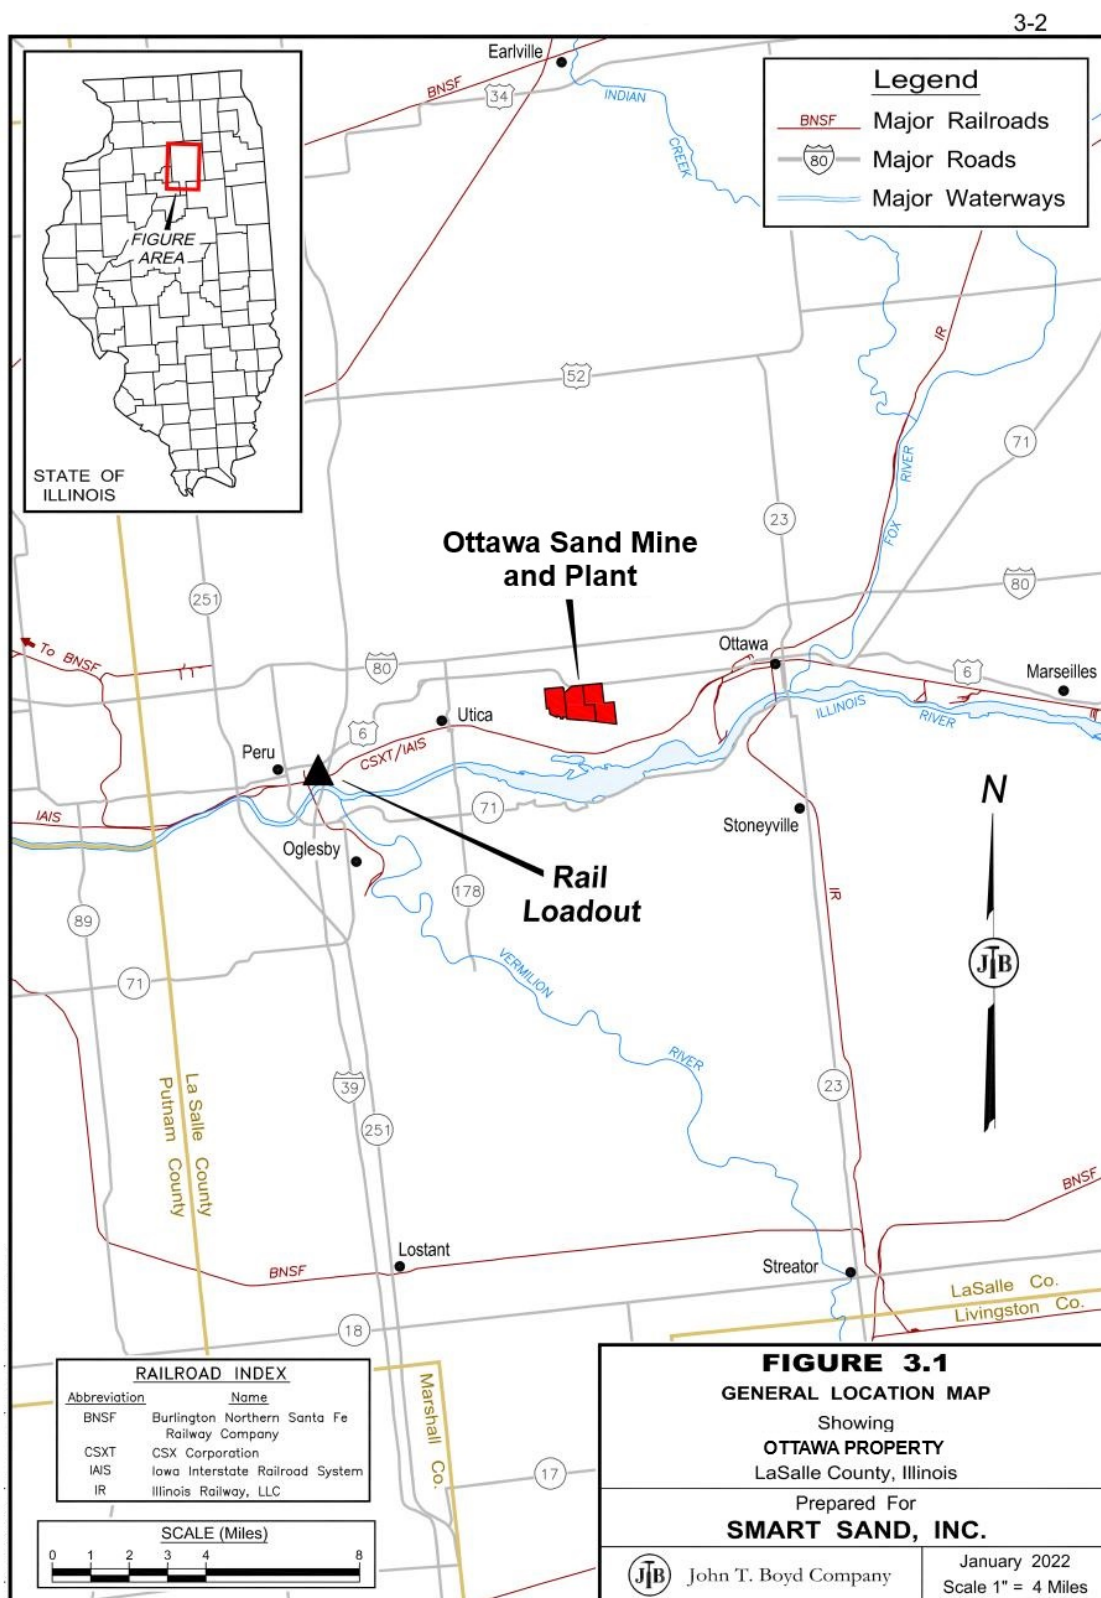 3-2
Earlville
BNSF
34
INDIAN
CREEK
Legend
BNSF Major Railroads
80 Major Roads
Major Waterways
FIGURE
AREA
STATE OF
ILLINOIS
52
IR
71
RIVER
FOX
23
Ottawa Sand Mine
and Plant
251
80
To BNSF
80
Ottawa
6
Marseilles
Utica
6
ILLINOIS
RIVER
Peru
CSXT/IAIS
IAIS
71
Stoneyville
N
Oglesby
Rail
Loadout
178
IR
89
VERMILION
JTB
71
RIVER
39
23
La Salle County
Putnam County
251
BNSF
Lostant
BNSF
Streator
LaSalle Co.
Livingston Co.
18
Marshall Co.
17
RAILROAD INDEX
Abbreviation Name
BNSF Burlington Northern Santa Fe
Railway Company
CSXT CSX Corporation
IAIS Iowa Interstate Railroad System
IR Illinois Railway, LLC
SCALE (Miles)
0 1 2 3 4 8
FIGURE 3.1
GENERAL LOCATION MAP
Showing
OTTAWA PROPERTY
LaSalle County, Illinois
Prepared For
SMART SAND, INC.
JTB John T. Boyd Company
January 2022
Scale 1" = 4 Miles